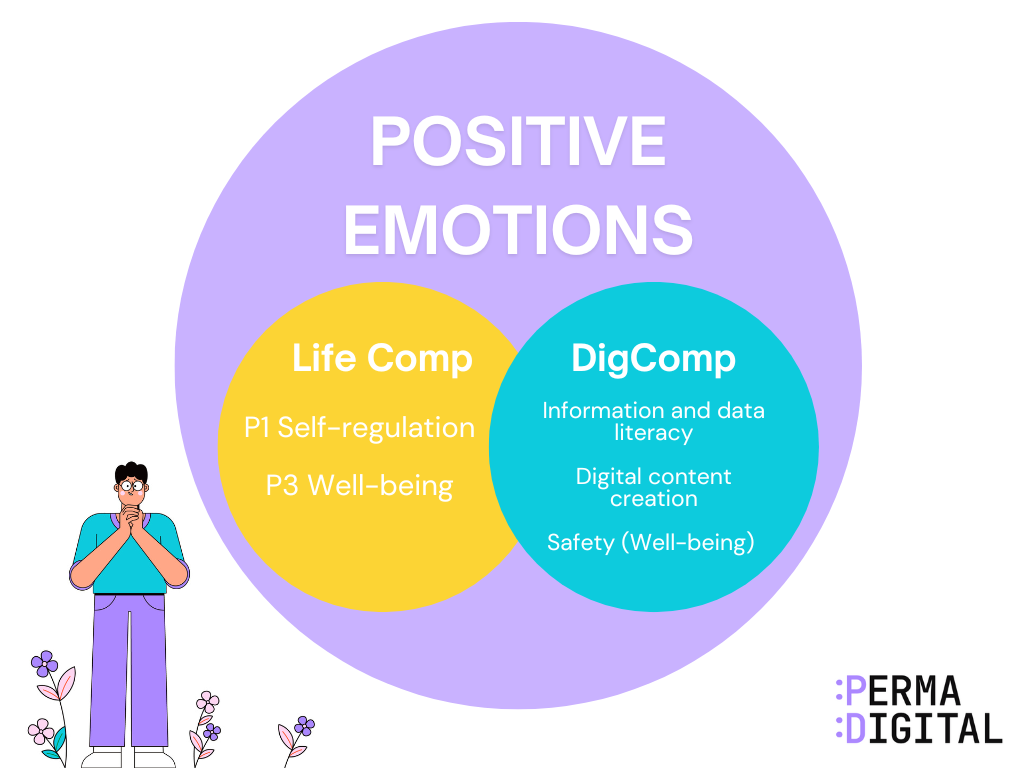 POSITIVE
EMOTIONS
Life Comp
P1 Self-regulation
P3 Well-being
DigComp
Information and data
literacy
Digital content
creation
Safety (Well-being)
:PERMA
:DIGITAL